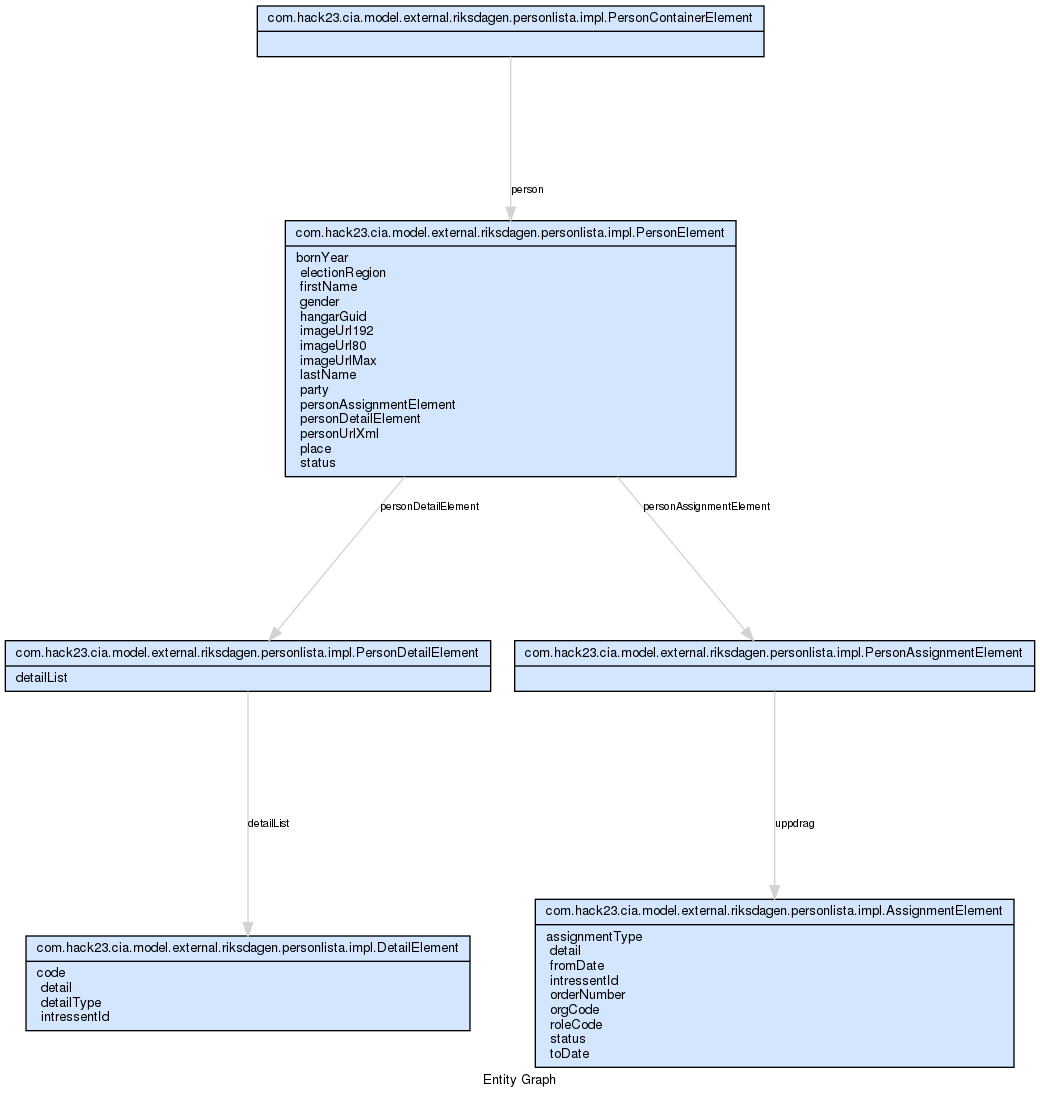 com.hack23.cia.model.external.riksdagen.personlista.impl.PersonContainerElement
person
com.hack23.cia.model.external.riksdagen.personlista.impl.PersonElement
bornYear
electionRegion
firstName
gender
hangarGuid
imageUrl192
imageUrl80
imageUrlMax
lastName
party
personAssignmentElement
personDetailElement
personUrlXml
place
status
personDetailElement
personAssignmentElement
com.hack23.cia.model.external.riksdagen.personlista.impl.PersonDetailElement
detailList
com.hack23.cia.model.external.riksdagen.personlista.impl.PersonAssignmentElement
detailList
uppdrag
com.hack23.cia.model.external.riksdagen.personlista.impl.DetailElement
code
detail
detailType
intressentId
com.hack23.cia.model.external.riksdagen.personlista.impl.AssignmentElement
assignmentType
detail
fromDate
intressentId
orderNumber
orgCode
roleCode
status
toDate
Entity Graph